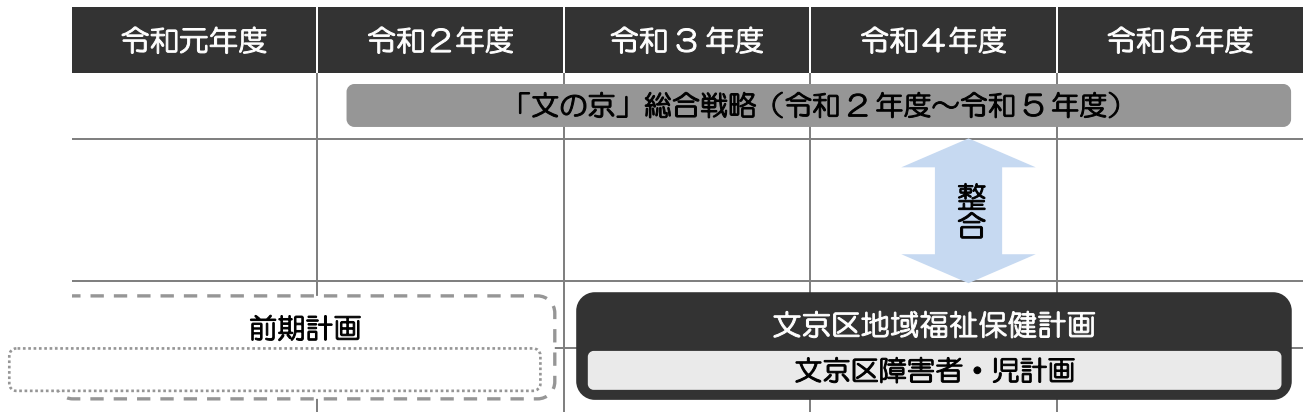 令和元年度
令和２年度
令和３年度
令和４年度
令和５年度
「文の京」総合戦略（令和２年度～令和５年度）
整合
前期計画
文京区地域福祉保健計画
文京区障害者・児計画